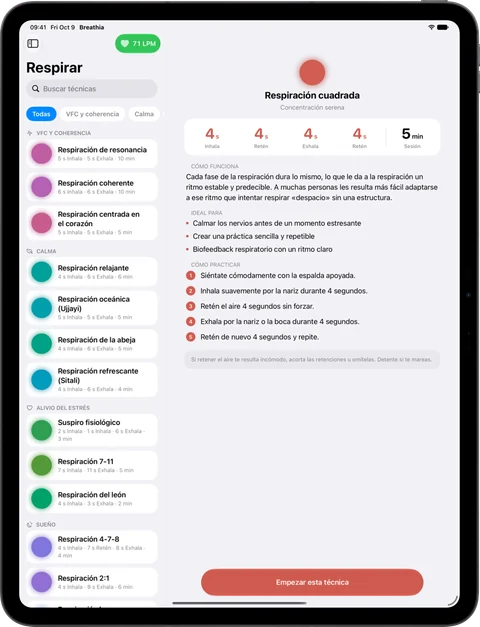 09:41 Fri Oct 9 Breathia
71 LPM
Respirar
Buscar técnicas
Todas
VFC y coherencia
Calma
VFC Y COHERENCIA
Respiración de resonancia
5 s Inhala · 5 s Exhala · 10 min
Respiración coherente
6 s Inhala · 6 s Exhala · 10 min
Respiración centrada en
el corazón
5 s Inhala · 5 s Exhala · 5 min
CALMA
Respiración relajante
4 s Inhala · 6 s Exhala · 5 min
Respiración oceánica
(Ujjayi)
5 s Inhala · 5 s Exhala · 5 min
Respiración de la abeja
4 s Inhala · 6 s Exhala · 5 min
Respiración refrescante
(Sitali)
4 s Inhala · 6 s Exhala · 5 min
ALIVIO DEL ESTRÉS
Suspiro fisiológico
2 s Inhala · 1 s Inhala · 6 s Exhala ·
3 min
Respiración 7-11
7 s Inhala · 11 s Exhala · 5 min
Respiración del león
4 s Inhala · 3 s Exhala · 2 min
SUEÑO
Respiración 4-7-8
4 s Inhala · 7 s Retén · 8 s Exhala ·
4 min
Respiración 2:1
4 s Inhala · 8 s Exhala · 6 min
Respiración cuadrada
Concentración serena
4 s
Inhala
4 s
Retén
4 s
Exhala
4 s
Retén
5 min
Sesión
CÓMO FUNCIONA
Cada fase de la respiración dura lo mismo, lo que le da a la respiración un
ritmo estable y predecible. A muchas personas les resulta más fácil adaptarse
a ese ritmo que intentar respirar «despacio» sin una estructura.
IDEAL PARA
• Calmar los nervios antes de un momento estresante
• Crear una práctica sencilla y repetible
• Biofeedback respiratorio con un ritmo claro
CÓMO PRACTICAR
1 Siéntate cómodamente con la espalda apoyada.
2 Inhala suavemente por la nariz durante 4 segundos.
3 Retén el aire 4 segundos sin forzar.
4 Exhala por la nariz o la boca durante 4 segundos.
5 Retén de nuevo 4 segundos y repite.
Si retener el aire te resulta incómodo, acorta las retenciones u omítelas. Detente si te mareas.
Empezar esta técnica